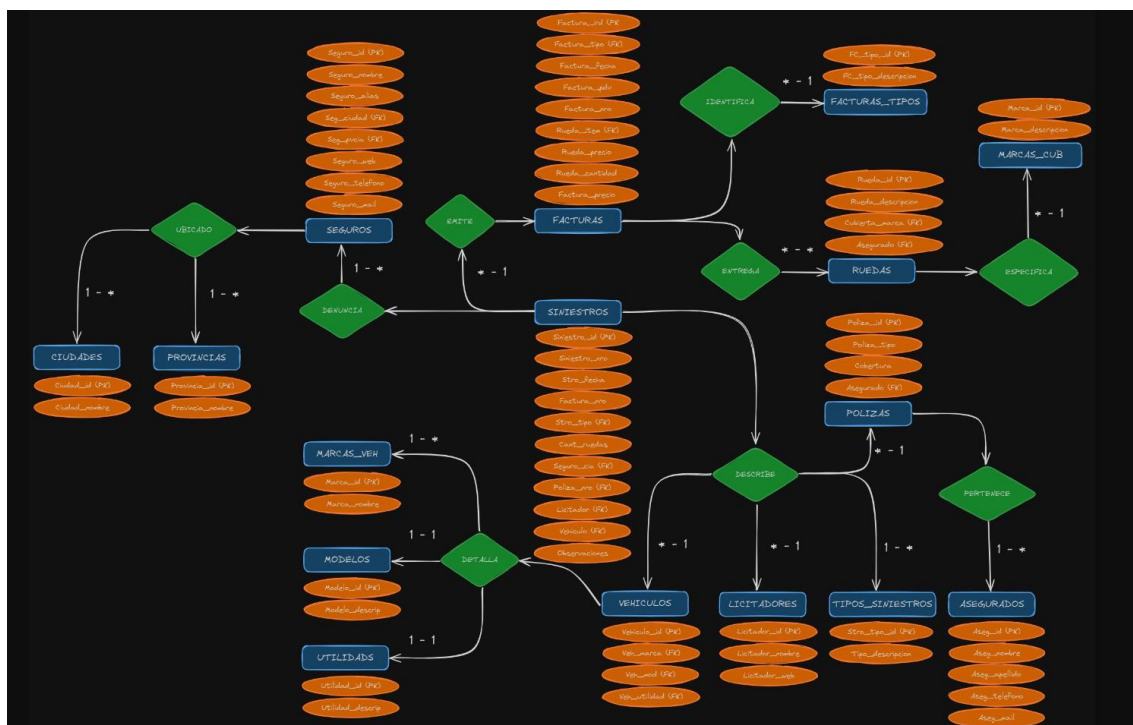 Seguro_id (PK)
Seguro_nombre
Seguro_alias
Seg_ciudad (FK)
Seg_pvcia (FK)
Seguro_web
Seguro_telefono
Seguro_mail
SEGUROS
UBICADO
1 - *
1 - *
1 - *
DENUNCIA
CIUDADES
Ciudad_id (PK)
Ciudad_nombre
PROVINCIAS
Provincia_id (PK)
Provincia_nombre
Factura_tipo (FK)
Factura_fecha
Factura_pdv
Factura_nro
Rueda_item (FK)
Rueda_precio
Rueda_cantidad
Factura_precio
FACTURAS
EMITE
* - 1
IDENTIFICA
* - 1
FC_tipo_id (PK)
FC_tipo_descripcion
FACTURAS_TIPOS
ENTREGA
* - *
Rueda_id (PK)
Rueda_descripcion
Cubierta_marca (FK)
Asegurado (FK)
RUEDAS
Marca_id (PK)
Marca_descripcion
MARCAS_CUB
* - 1
ESPECIFICA
SINIESTROS
Siniestro_id (PK)
Siniestro_nro
Stro_fecha
Factura_nro
Stro_tipo (FK)
Cant_ruedas
Seguro_cia (FK)
Poliza_nro (FK)
Licitador (FK)
Vehiculo (FK)
Observaciones
Poliza_id (PK)
Poliza_tipo
Cobertura
Asegurado (FK)
POLIZAS
* - 1
DESCRIBE
PERTENECE
1 - *
MARCAS_VEH
Marca_id (PK)
Marca_nombre
1 - *
MODELOS
Modelo_id (PK)
Modelo_descrip
1 - 1
DETALLA
1 - 1
UTILIDADS
Utilidad_id (PK)
Utilidad_descrip
* - 1
* - 1
1 - *
VEHICULOS
Vehiculo_id (PK)
Veh_marca (FK)
Veh_mod (FK)
Veh_utilidad (FK)
LICITADORES
Licitador_id (PK)
Licitador_nombre
Licitador_web
TIPOS_SINIESTROS
Stro_tipo_id (PK)
Tipo_descripcion
ASEGURADOS
Aseg_id (PK)
Aseg_nombre
Aseg_apellido
Aseg_telefono
Aseg_mail